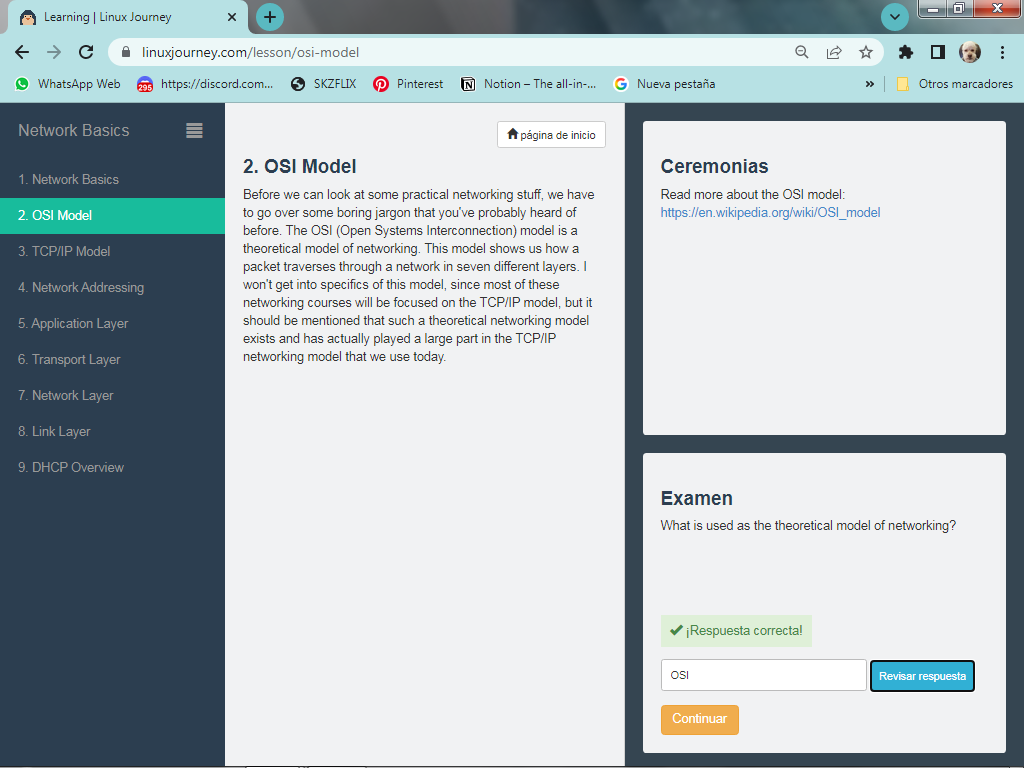 Learning | Linux Journey
linuxjourney.com/lesson/osi-model
WhatsApp Web
295
https://discord.com...
SKZFLIX
Pinterest
Notion – The all-in-...
Nueva pestaña
»
Otros marcadores
Network Basics
1. Network Basics
2. OSI Model
3. TCP/IP Model
4. Network Addressing
5. Application Layer
6. Transport Layer
7. Network Layer
8. Link Layer
9. DHCP Overview
página de inicio
2. OSI Model
Before we can look at some practical networking stuff, we have
to go over some boring jargon that you've probably heard of
before. The OSI (Open Systems Interconnection) model is a
theoretical model of networking. This model shows us how a
packet traverses through a network in seven different layers. I
won't get into specifics of this model, since most of these
networking courses will be focused on the TCP/IP model, but it
should be mentioned that such a theoretical networking model
exists and has actually played a large part in the TCP/IP
networking model that we use today.
Ceremonias
Read more about the OSI model:
https://en.wikipedia.org/wiki/OSI_model
Examen
What is used as the theoretical model of networking?
¡Respuesta correcta!
OSI
Revisar respuesta
Continuar